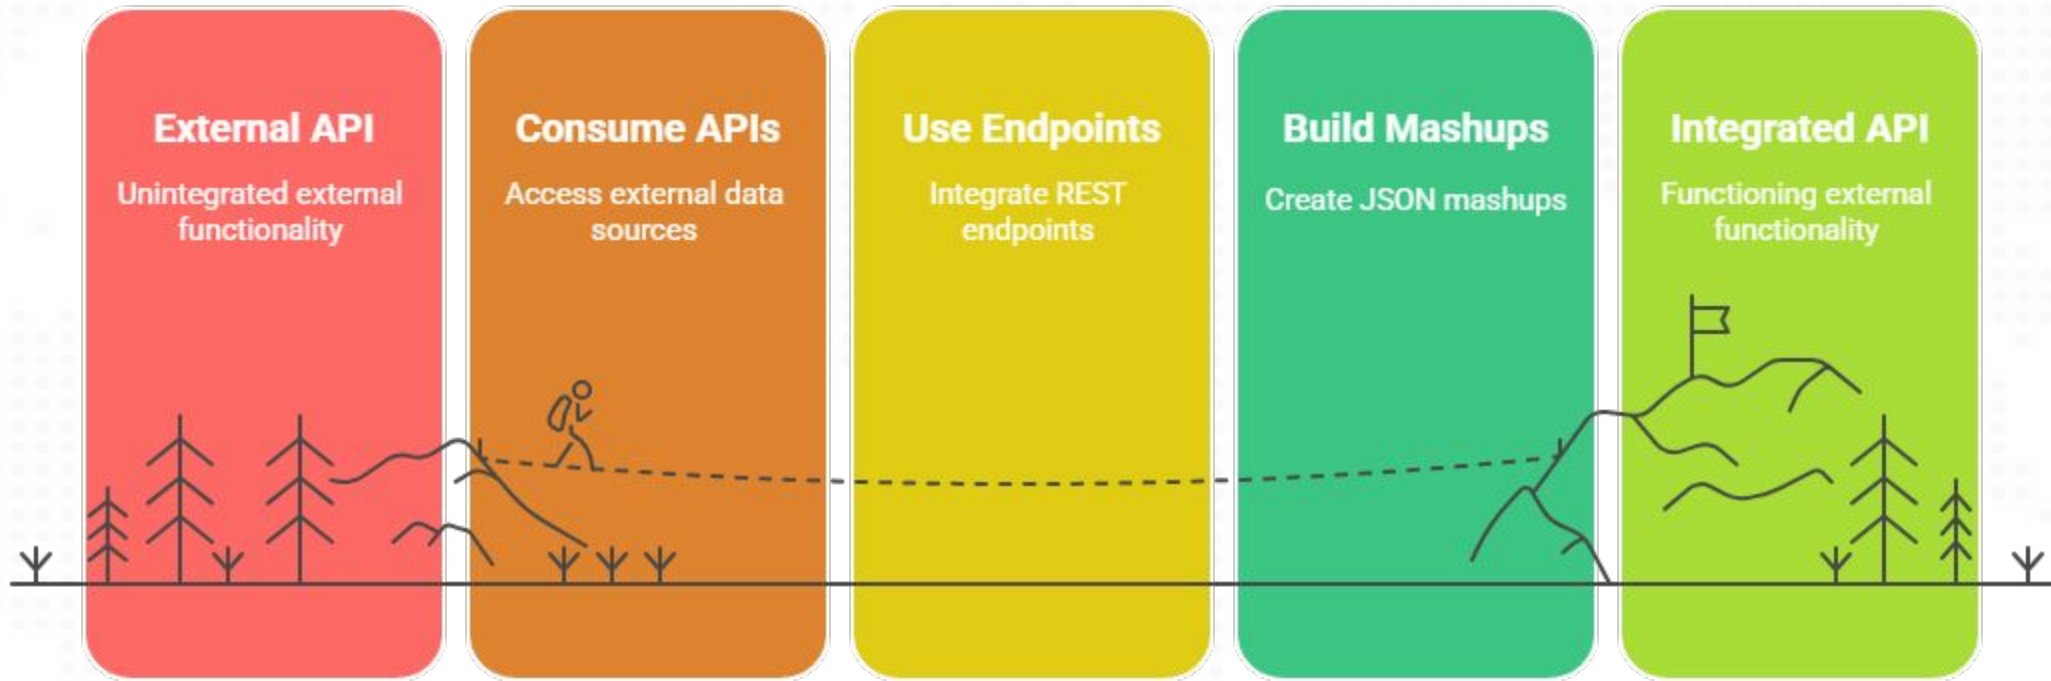 External API
Unintegrated external
functionality
Consume APIs
Access external data
sources
Use Endpoints
Integrate REST
endpoints
Build Mashups
Create JSON mashups
Integrated API
Functioning external
functionality